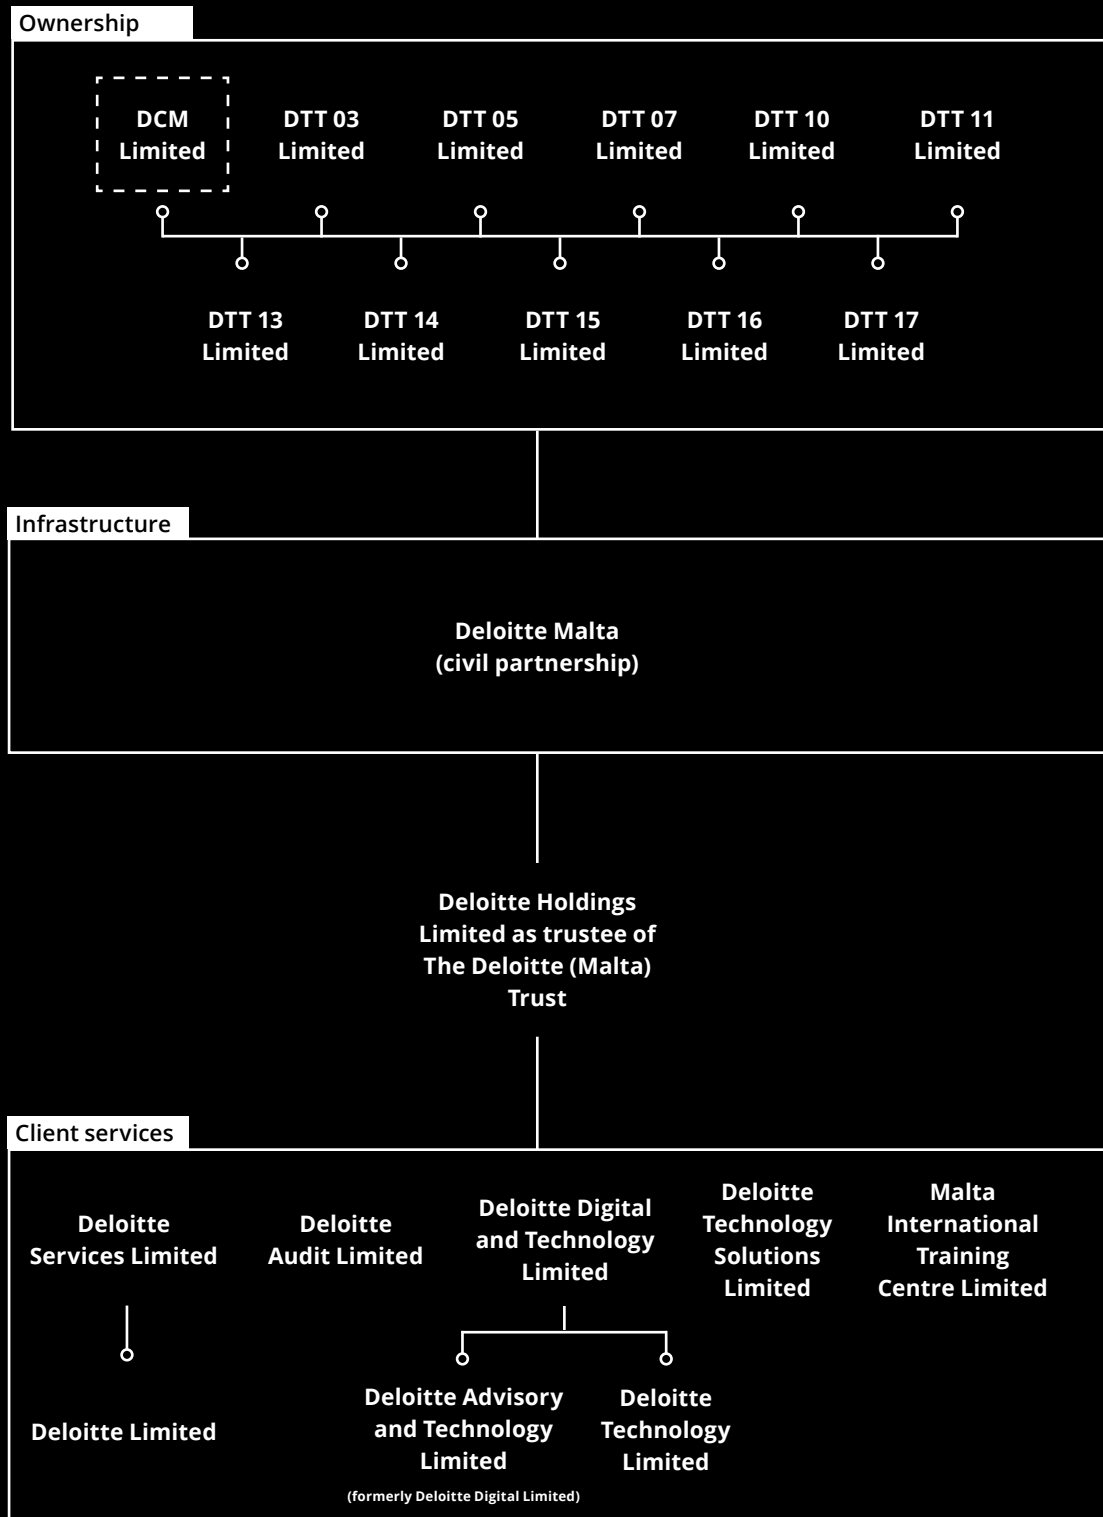 Ownership
DCM
Limited
DTT 03
Limited
DTT 05
Limited
DTT 07
Limited
DTT 10
Limited
DTT 11
Limited
DTT 13
Limited
DTT 14
Limited
DTT 15
Limited
DTT 16
Limited
DTT 17
Limited
Infrastructure
Deloitte Malta
(civil partnership)
Deloitte Holdings
Limited as trustee of
The Deloitte (Malta)
Trust
Client services
Deloitte
Services Limited
Deloitte
Audit Limited
Deloitte Digital
and Technology
Limited
Deloitte
Technology
Solutions
Limited
Malta
International
Training
Centre Limited
Deloitte Limited
Deloitte Advisory
and Technology
Limited
(formerly Deloitte Digital Limited)
Deloitte
Technology
Limited